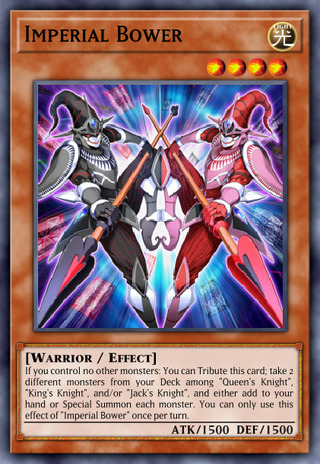 Imperial Bower
LIGHT
光
[Warrior / Effect]
If you control no other monsters: You can Tribute this card; take 2
different monsters from your Deck among "Queen's Knight",
"King's Knight", and/or "Jack's Knight", and either add to
your hand or Special Summon each monster. You can only use this
effect of "Imperial Bower" once per turn.
ATK/1500 DEF/1500